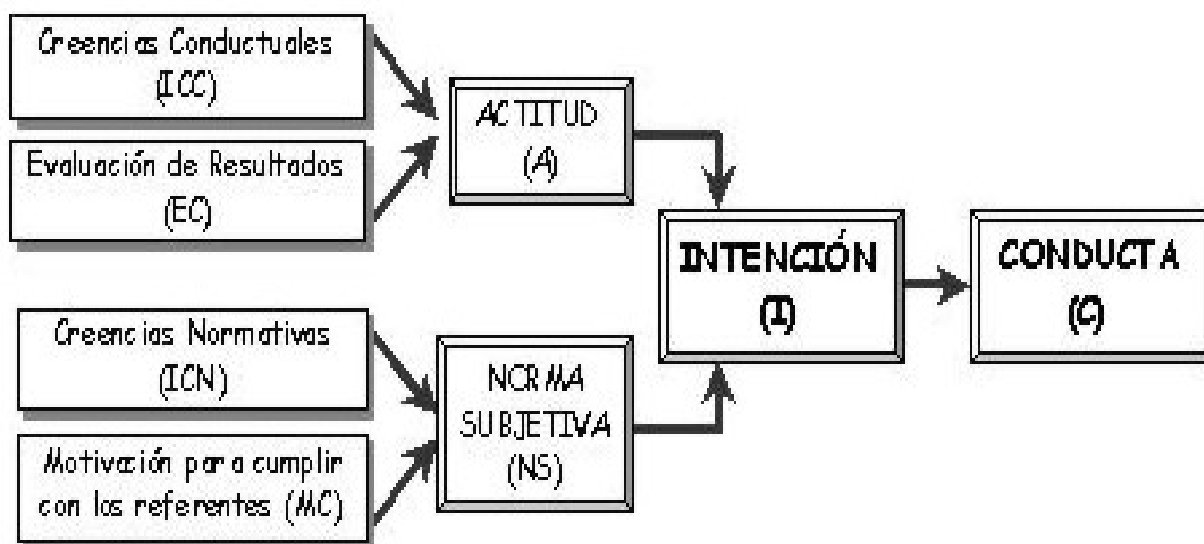 Creencias Conductuales
(ICC)
Evaluación de Resultados
(EC)
ACTITUD
(A)
INTENCIÓN
(I)
CONDUCTA
(C)
Creencias Normativas
(ICN)
Motivación para cumplir
con los referentes (MC)
NORMA
SUBJETIVA
(NS)